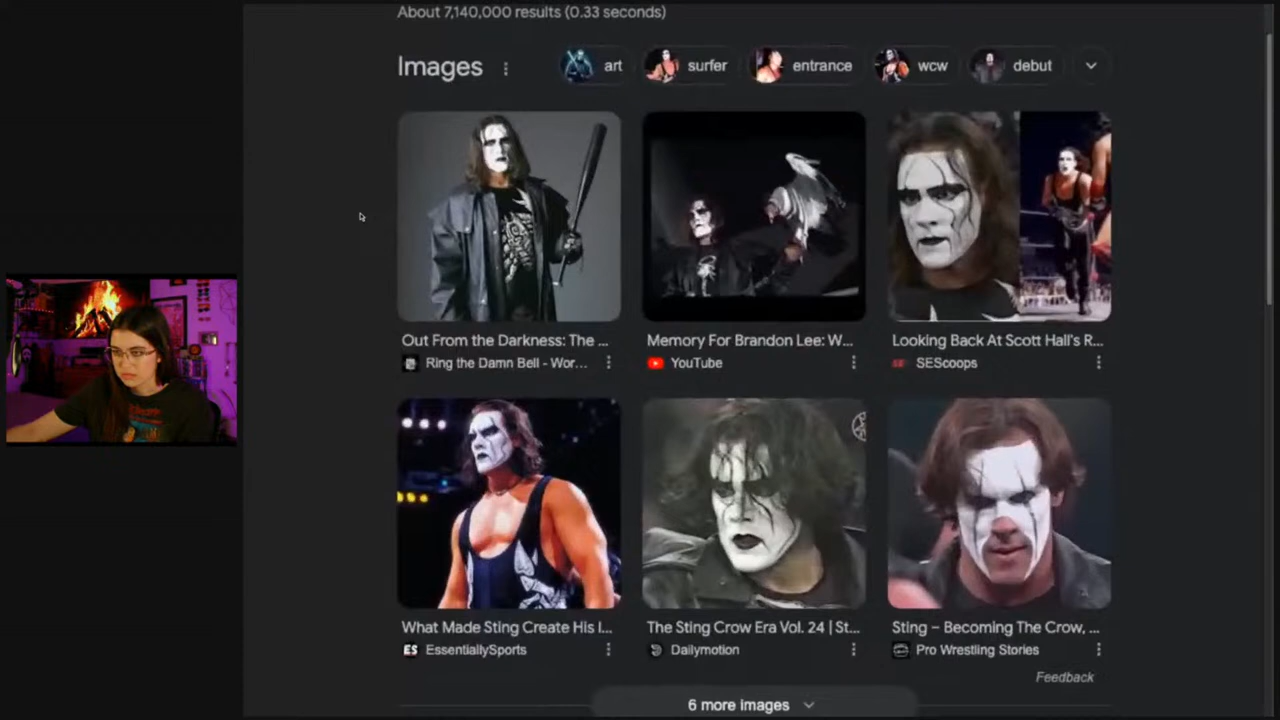 About 7,140,000 results (0.33 seconds)
Images
art
surfer
entrance
wcw
debut
Out From the Darkness: The ...
Ring the Damn Bell - Wor...
Memory For Brandon Lee: W...
YouTube
Looking Back At Scott Hall's R...
SEScoops
What Made Sting Create His I...
ES EssentiallySports
The Sting Crow Era Vol. 24 | St...
Dailymotion
Sting – Becoming The Crow, ...
Pro Wrestling Stories
Feedback
6 more images